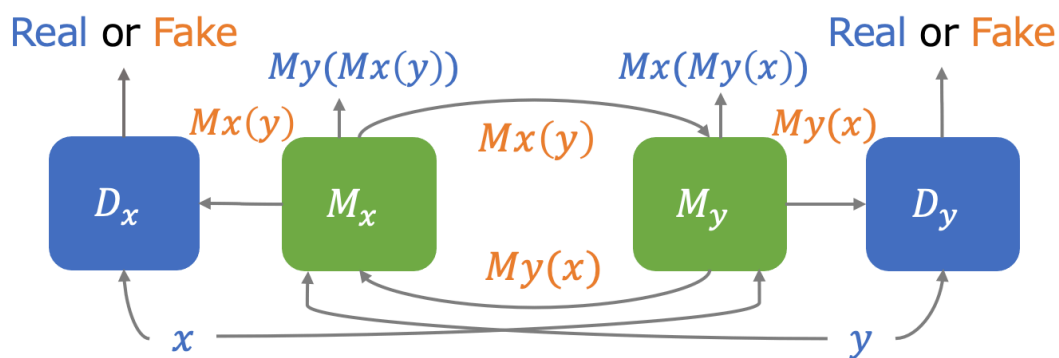 Real or Fake
Real or Fake
My(Mx(y))
Mx(My(x))
Mx(y)
Mx(y)
My(x)
Dx
Mx
My
Dy
My(x)
x
y